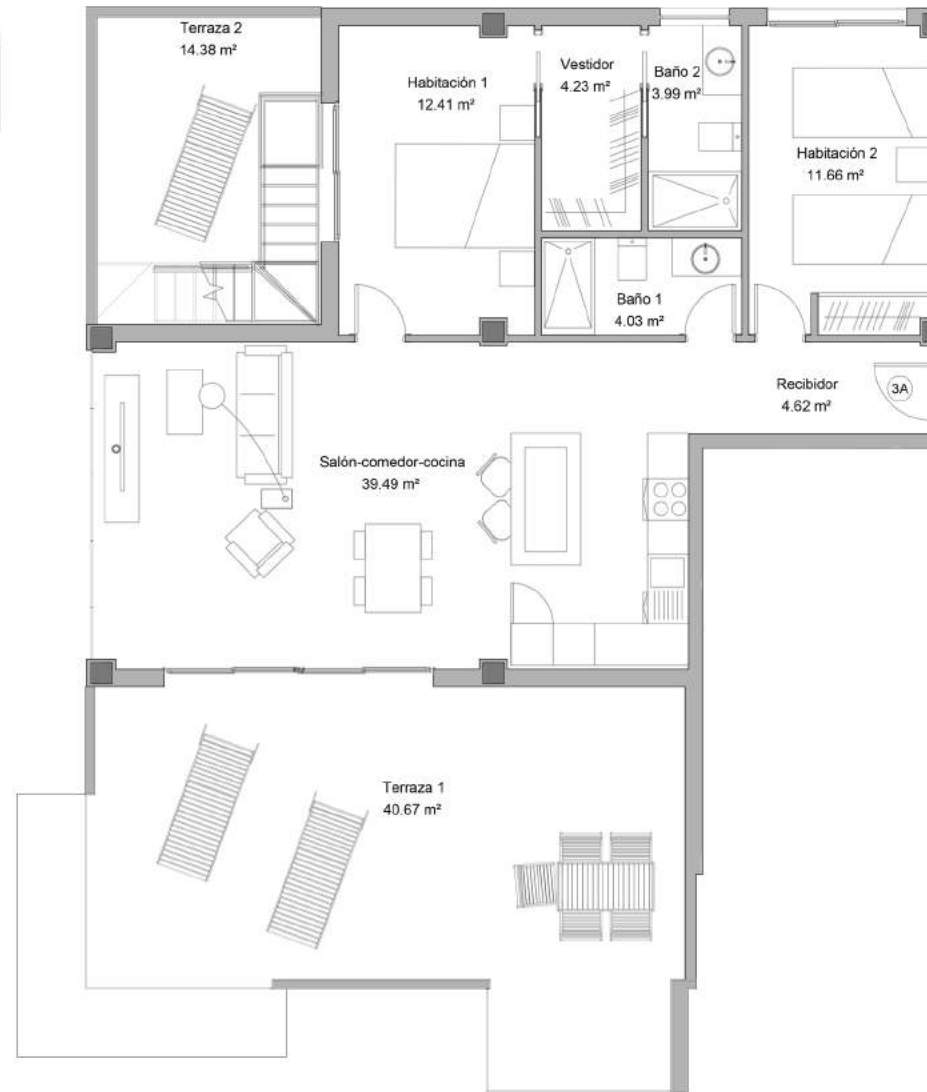 Terraza 2
14.38 m²
Habitación 1
12.41 m²
Vestidor
4.23 m²
Baño 2
3.99 m²
Habitación 2
11.66 m²
Baño 1
4.03 m²
Recibidor
4.62 m²
3A
Salón-comedor-cocina
39.49 m²
Terraza 1
40.67 m²